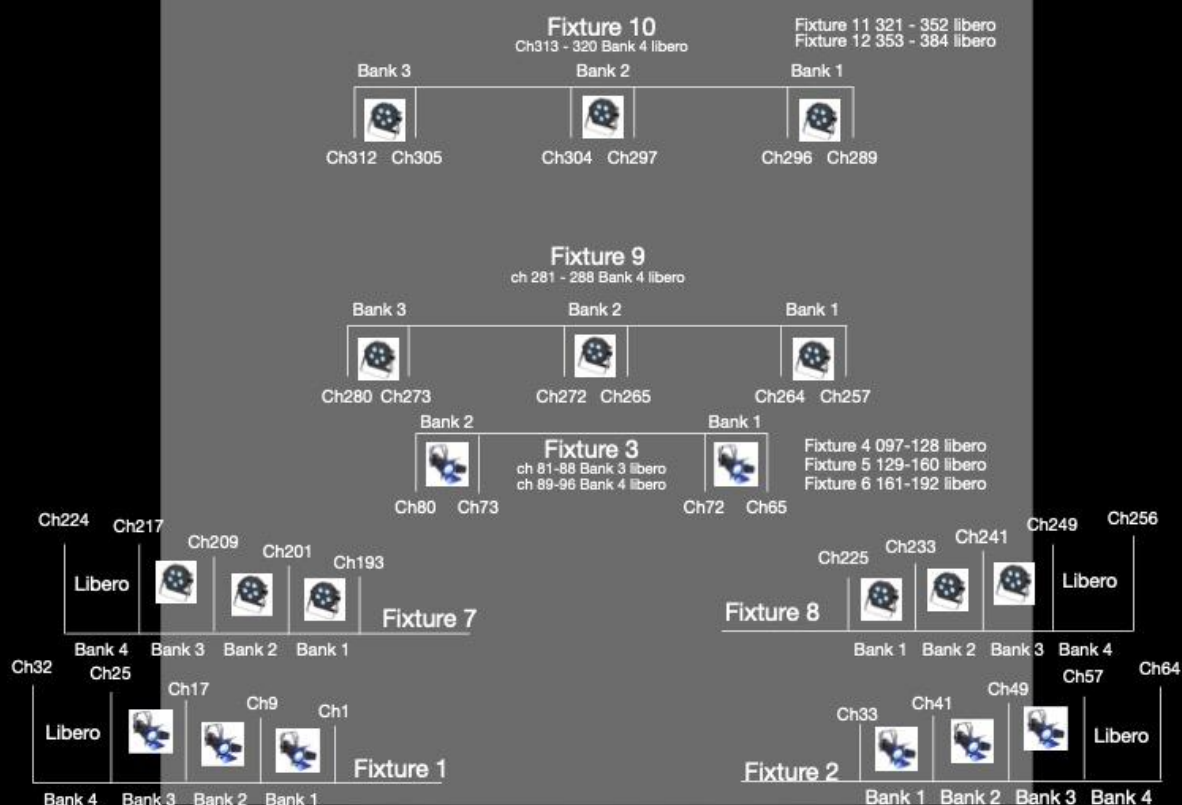 Fixture 10
Ch313 - 320 Bank 4 libero
Fixture 11 321 - 352 libero
Fixture 12 353 - 384 libero
Bank 3
Bank 2
Bank 1
Ch312 Ch305
Ch304 Ch297
Ch296 Ch289
Fixture 9
ch 281 - 288 Bank 4 libero
Bank 3
Bank 2
Bank 1
Ch280 Ch273
Ch272 Ch265
Ch264 Ch257
Bank 2
Bank 1
Fixture 3
ch 81-88 Bank 3 libero
ch 89-96 Bank 4 libero
Fixture 4 097-128 libero
Fixture 5 129-160 libero
Fixture 6 161-192 libero
Ch80 Ch73
Ch72 Ch65
Ch224
Ch217
Ch209
Ch201
Ch193
Libero
Fixture 7
Bank 4 Bank 3 Bank 2 Bank 1
Ch225
Ch233
Ch241
Ch249
Ch256
Fixture 8
Libero
Bank 1 Bank 2 Bank 3 Bank 4
Ch32
Ch25
Ch17
Ch9
Ch1
Libero
Fixture 1
Bank 4 Bank 3 Bank 2 Bank 1
Ch33
Ch41
Ch49
Ch57
Ch64
Fixture 2
Libero
Bank 1 Bank 2 Bank 3 Bank 4